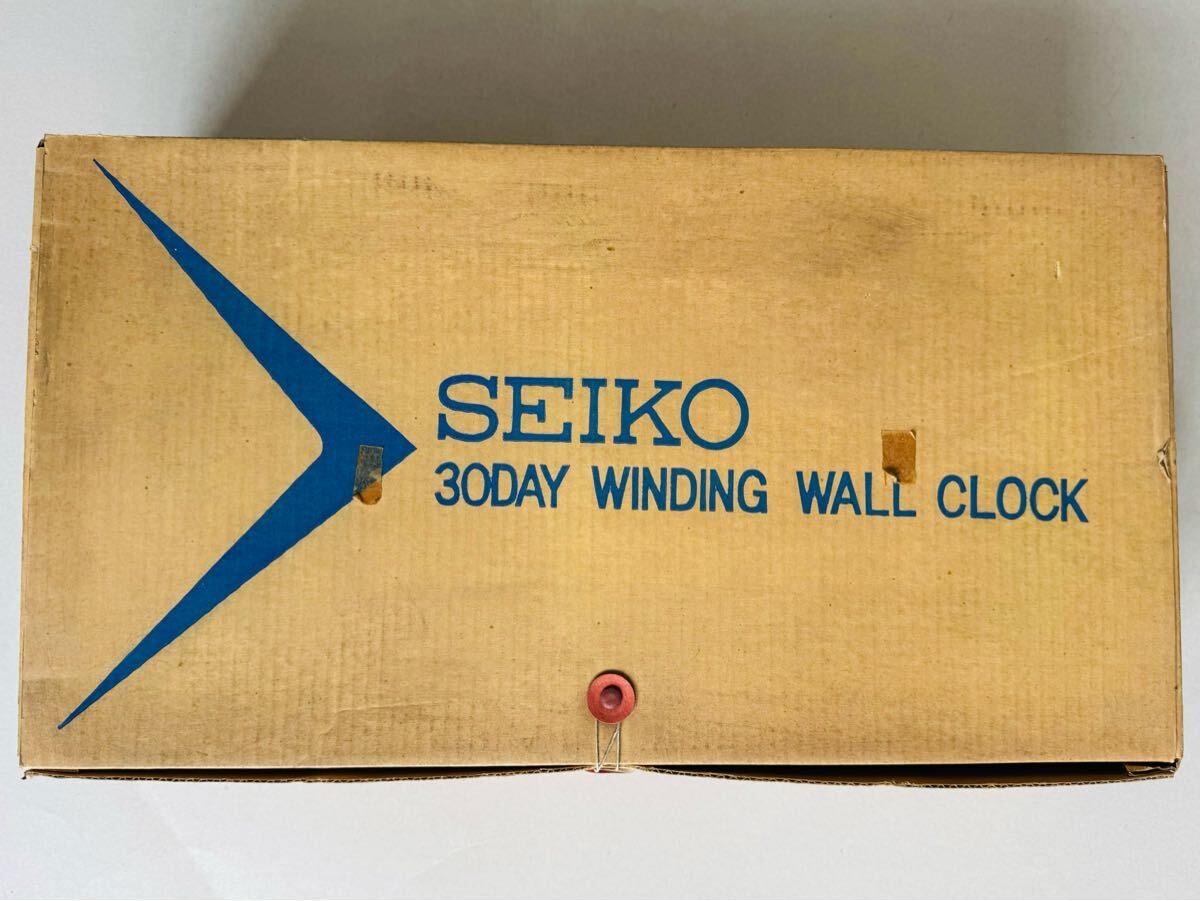 SEIKO
30DAY WINDING WALL CLOCK